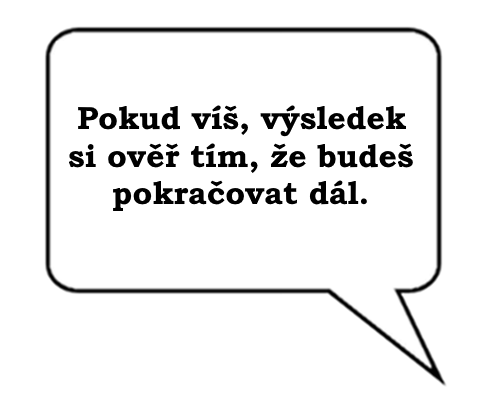 Pokud víš, výsledek
si ověř tím, že budeš
pokračovat dál.